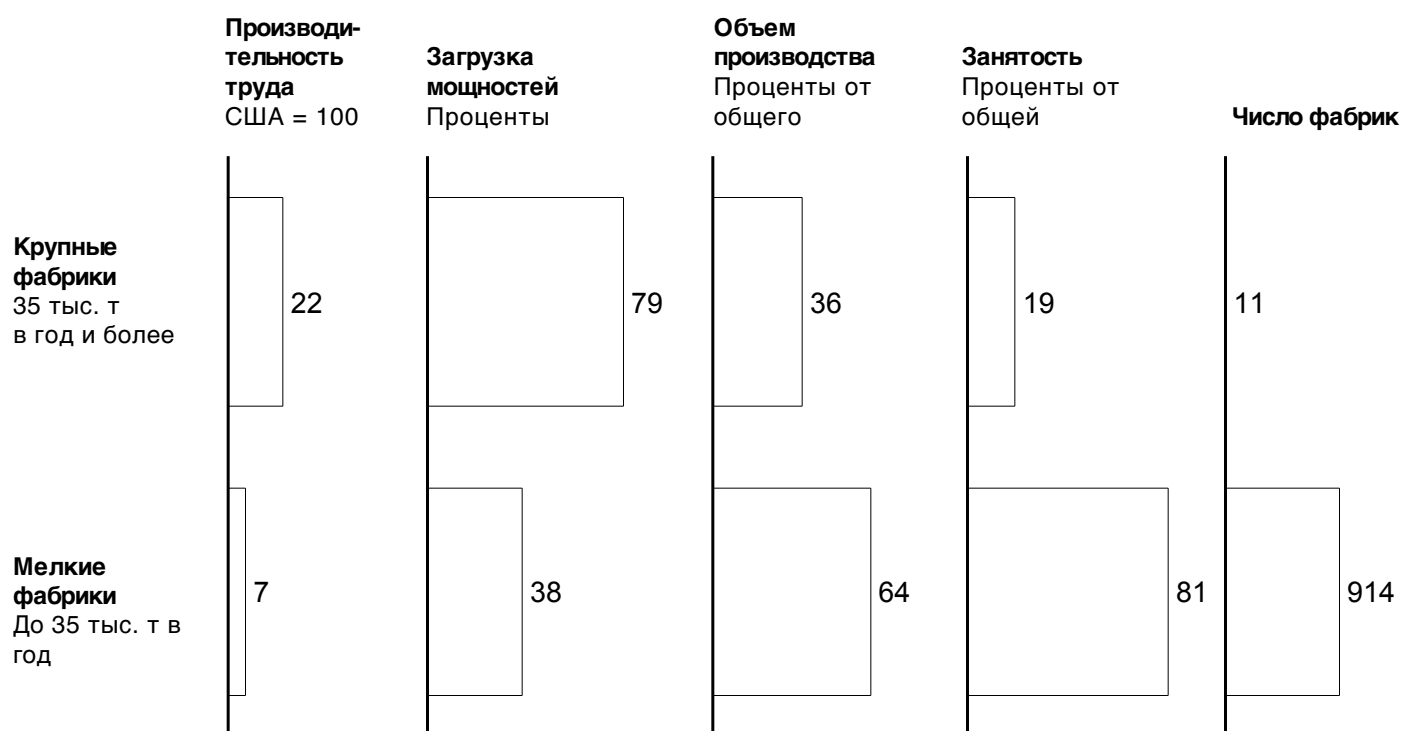 Производи-
тельность
труда
США = 100
Загрузка
мощностей
Проценты
Объем
производства
Проценты от
общего
Занятость
Проценты от
общей
Число фабрик
Крупные
фабрики
35 тыс. т
в год и более
22
79
36
19
11
Мелкие
фабрики
До 35 тыс. т в
год
7
38
64
81
914